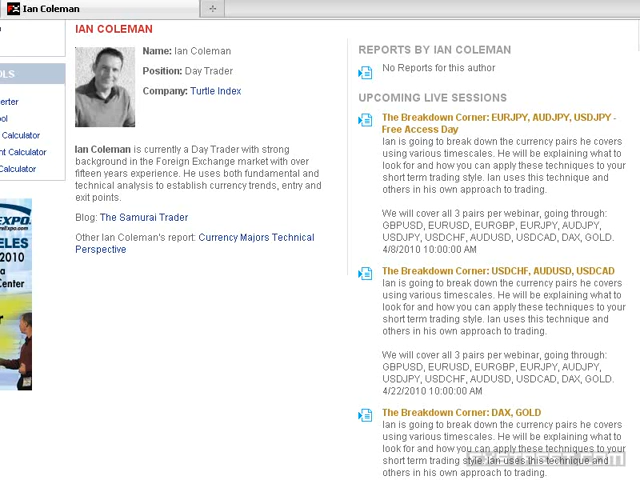 Ian Coleman
IAN COLEMAN
Name: Ian Coleman
Position: Day Trader
Company: Turtle Index
Ian Coleman is currently a Day Trader with strong
background in the Foreign Exchange market with over
fifteen years experience. He uses both fundamental and
technical analysis to establish currency trends, entry and
exit points.
Blog: The Samurai Trader
Other Ian Coleman's report: Currency Majors Technical
Perspective
OLS
erter
ool
Calculator
nt Calculator
Calculator
EXPO.
ELES
2010
a
Center
REPORTS BY IAN COLEMAN
No Reports for this author
UPCOMING LIVE SESSIONS
The Breakdown Corner: EURJPY, AUDJPY, USDJPY -
Free Access Day
Ian is going to break down the currency pairs he covers
using various timescales. He will be explaining what to
look for and how you can apply these techniques to your
short term trading style. Ian uses this technique and
others in his own approach to trading.
We will cover all 3 pairs per webinar, going through:
GBPUSD, EURUSD, EURGBP, EURJPY, AUDJPY,
USDJPY, USDCHF, AUDUSD, USDCAD, DAX, GOLD.
4/8/2010 10:00:00 AM
The Breakdown Corner: USDCHF, AUDUSD, USDCAD
Ian is going to break down the currency pairs he covers
using various timescales. He will be explaining what to
look for and how you can apply these techniques to your
short term trading style. Ian uses this technique and
others in his own approach to trading.
We will cover all 3 pairs per webinar, going through:
GBPUSD, EURUSD, EURGBP, EURJPY, AUDJPY,
USDJPY, USDCHF, AUDUSD, USDCAD, DAX, GOLD.
4/22/2010 10:00:00 AM
The Breakdown Corner: DAX, GOLD
Ian is going to break down the currency pairs he covers
using various timescales. He will be explaining what to
look for and how you can apply these techniques to your
short term trading style. Ian uses this technique and
others in his own approach to trading.